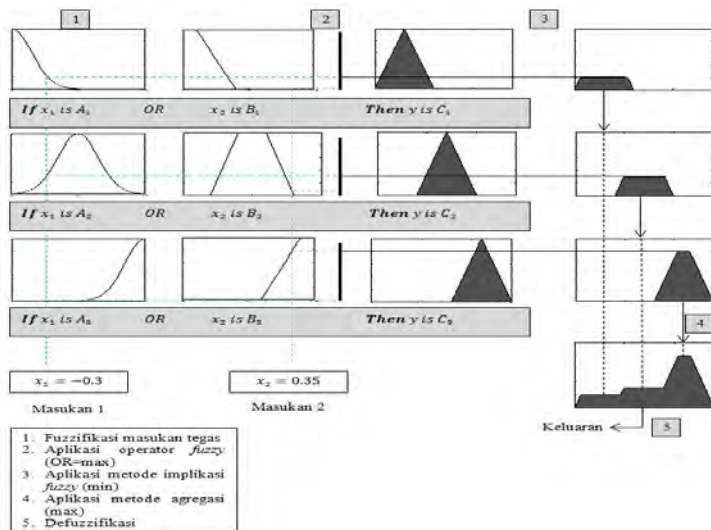 1
2
3
If x₁ is A₁ OR x₂ is B₁ Then y is C₁
If x₁ is A₂ OR x₂ is B₂ Then y is C₂
If x₁ is A₃ OR x₂ is B₃ Then y is C₃
4
x₁ = −0.3
x₂ = 0.35
Masukan 1
Masukan 2
Keluaran
5
1. Fuzzifikasi masukan tegas
2. Aplikasi operator fuzzy
(OR=max)
3. Aplikasi metode implikasi
fuzzy (min)
4. Aplikasi metode agregasi
(max)
5. Defuzzifikasi